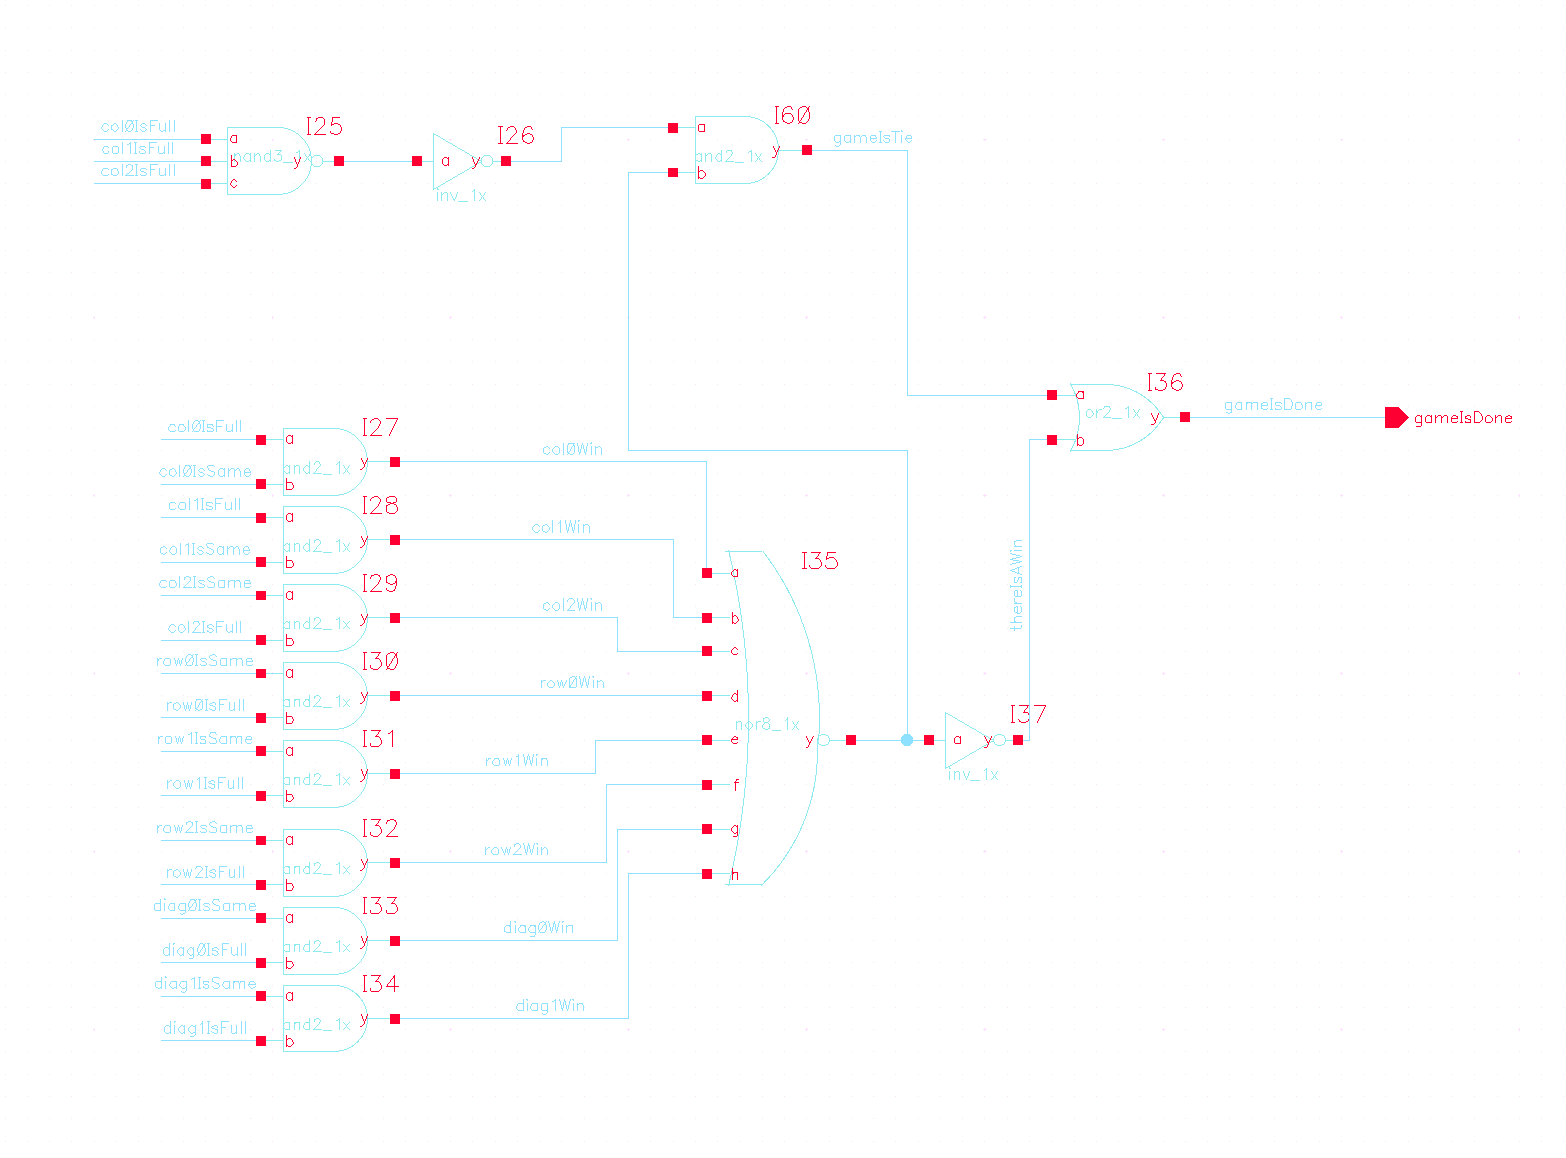 I25
col0IsFull
a
col1IsFull
nand3_1x
b
y
col2IsFull
c
I26
a
y
inv_1x
I60
a
and2_1x
y
b
gameIsTie
I36
a
or2_1x
y
b
gameIsDone
gameIsDone
I27
col0IsFull
a
and2_1x
y
col0IsSame
b
col0Win
I28
col1IsFull
a
and2_1x
y
col1IsSame
b
col1Win
I29
col2IsSame
a
and2_1x
y
col2IsFull
b
col2Win
I30
row0IsSame
a
and2_1x
y
row0IsFull
b
row0Win
I31
row1IsSame
a
and2_1x
y
row1IsFull
b
row1Win
I32
row2IsSame
a
and2_1x
y
row2IsFull
b
row2Win
I33
diag0IsSame
a
and2_1x
y
diag0IsFull
b
diag0Win
I34
diag1IsSame
a
and2_1x
y
diag1IsFull
b
diag1Win
I35
a
b
c
d
nor8_1x
e
y
f
g
h
I37
a
y
inv_1x
thereIsAWin